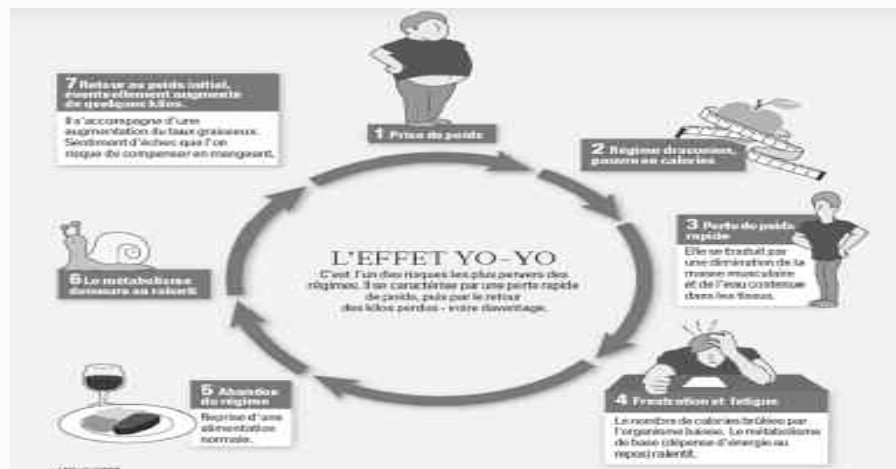 1 Prise de poids
2 Régime draconien,
pauvre en calories
3 Perte de poids
rapide
Elle se traduit par
une diminution de la
masse musculaire
et de l'eau contenue
dans les tissus.
4 Frustration et fatigue
Le nombre de calories brûlées par
l'organisme baisse. Le métabolisme
de base (dépense d'énergie au
repos) ralentit.
5 Abandon
du régime
Reprise d'une
alimentation
normale.
6 Le métabolisme
demeure au ralenti
7 Retour au poids initial,
éventuellement augmenté
de quelques kilos.
Il s'accompagne d'une
augmentation du taux graisseux.
Sentiment d'échec que l'on
risque de compenser en mangeant.
L'EFFET YO-YO
C'est l'un des risques les plus pervers des
régimes. Il se caractérise par une perte rapide
de poids, puis par le retour
des kilos perdus - voire davantage.